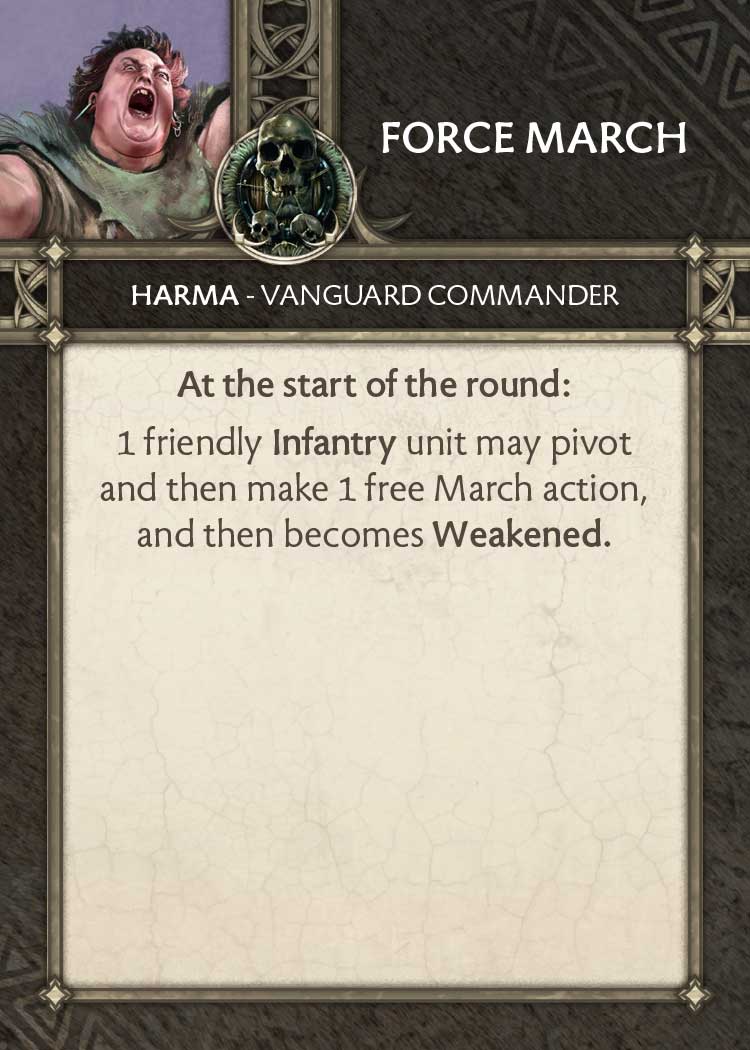 FORCE MARCH
HARMA - VANGUARD COMMANDER
At the start of the round:
1 friendly Infantry unit may pivot
and then make 1 free March action,
and then becomes Weakened.